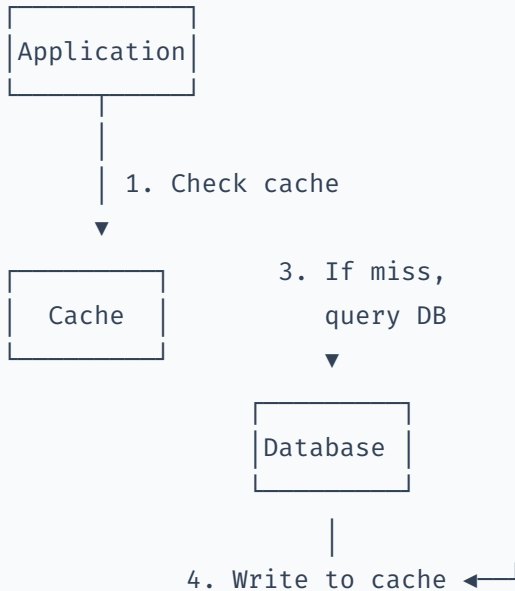 Application
1. Check cache
3. If miss,
Cache
query DB
Database
4. Write to cache